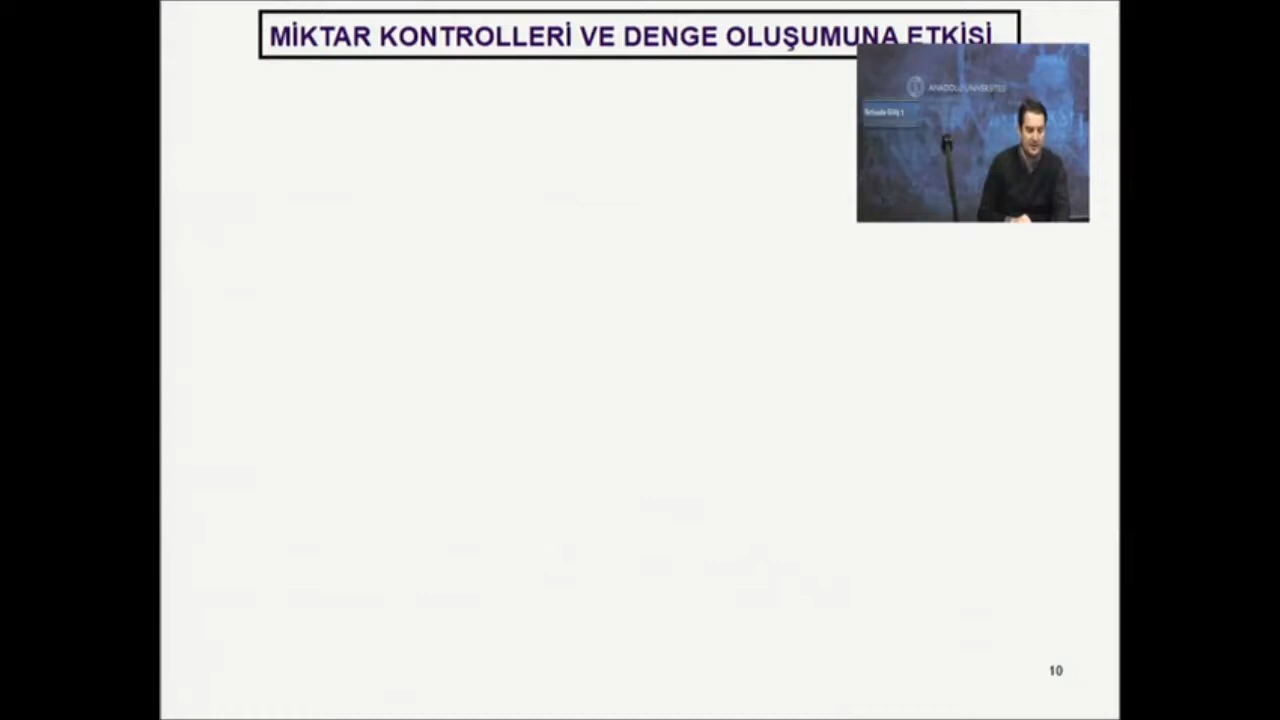 MİKTAR KONTROLLERİ VE DENGE OLUŞUMUNA ETKİSİ
ANADOLU ÜNİVERSİTESİ
10